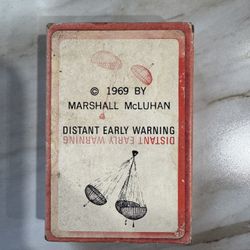 © 1969 BY
MARSHALL McLUHAN
DISTANT EARLY WARNING
DISTANT EARLY WARNING